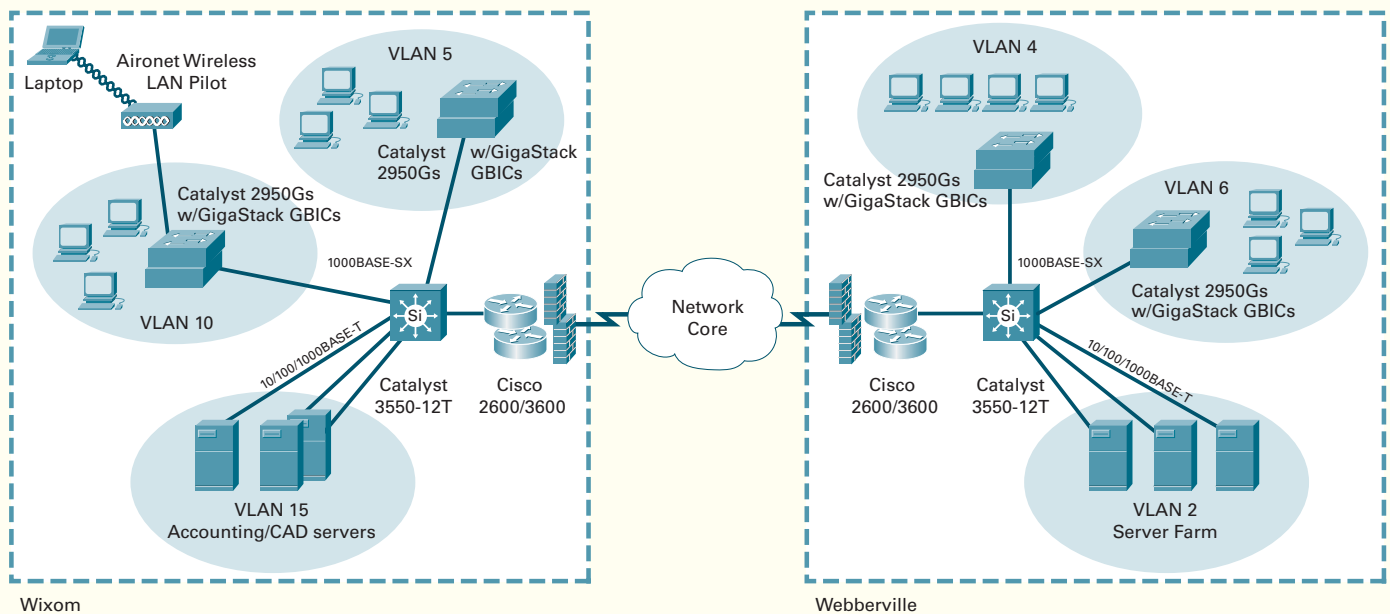 Laptop
Aironet Wireless
LAN Pilot
VLAN 5
Catalyst
2950Gs
w/GigaStack
GBICs
Catalyst 2950Gs
w/GigaStack GBICs
VLAN 10
1000BASE-SX
Si
10/100/1000BASE-T
Catalyst
3550-12T
Cisco
2600/3600
VLAN 15
Accounting/CAD servers
Wixom
Network
Core
VLAN 4
Catalyst 2950Gs
w/GigaStack GBICs
VLAN 6
Catalyst 2950Gs
w/GigaStack GBICs
1000BASE-SX
Si
10/100/1000BASE-T
Cisco
2600/3600
Catalyst
3550-12T
VLAN 2
Server Farm
Webberville